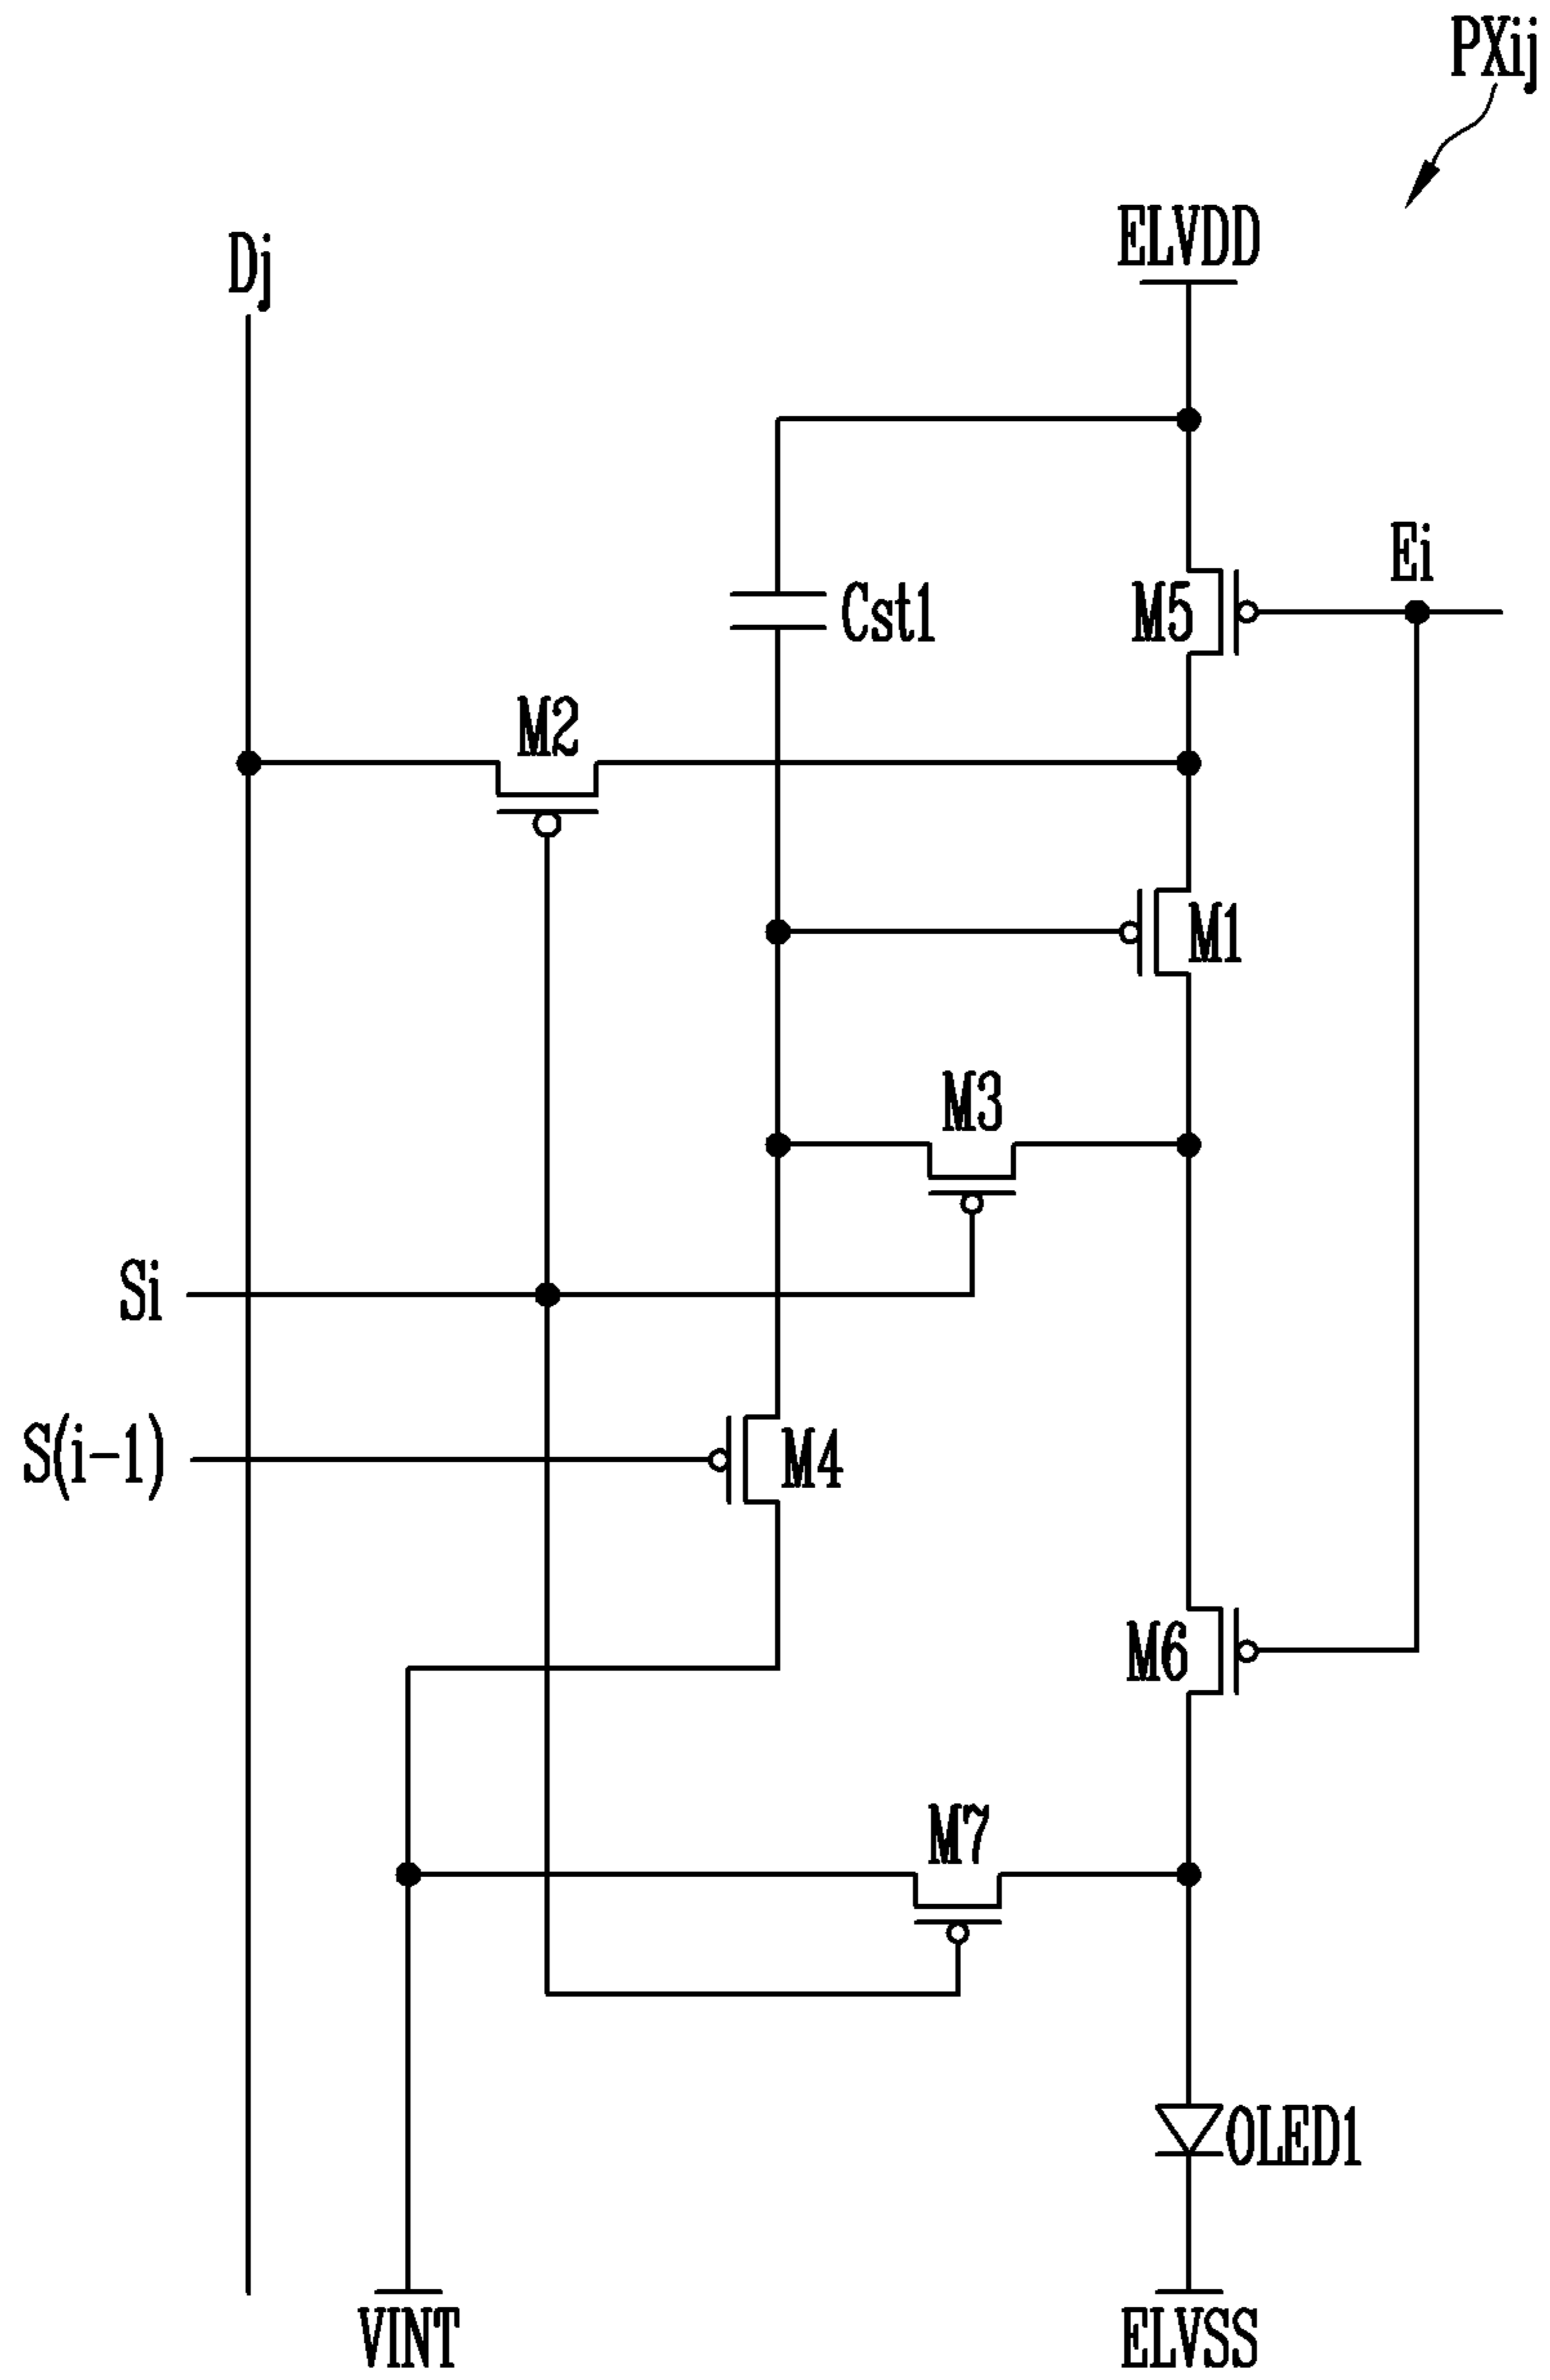 PXij
ELVDD
Dj
Ei
Cst1
M5
M2
M1
M3
Si
S(i-1)
M4
M6
M7
OLED1
VINT
ELVSS